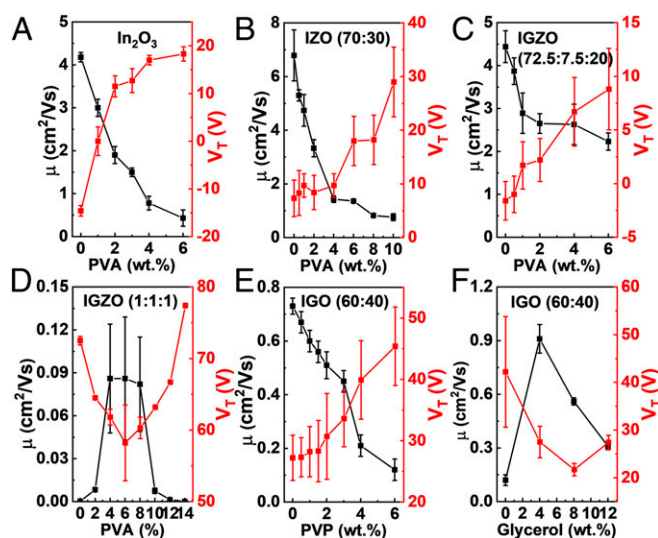 A
In₂O₃
μ (cm²/Vs)
5
4
3
2
1
0
V_T (V)
20
10
0
-10
-20
0 1 2 3 4 6
PVA (wt.%)
B
IZO (70:30)
μ (cm²/Vs)
8
6
4
2
0
V_T (V)
40
30
20
10
0
0 2 4 6 8 10
PVA (wt.%)
C
IGZO
(72.5:7.5:20)
μ (cm²/Vs)
5
4
3
2
1
0
V_T (V)
15
10
5
0
-5
0 1 2 4 6
PVA (wt.%)
D
IGZO (1:1:1)
μ (cm²/Vs)
0.15
0.12
0.09
0.06
0.03
0.00
V_T (V)
80
70
60
50
0 2 4 6 8 10 12 14
PVA (%)
E
IGO (60:40)
μ (cm²/Vs)
0.8
0.6
0.4
0.2
0.0
V_T (V)
50
40
30
20
0 1 2 3 4 6
PVP (wt.%)
F
IGO (60:40)
μ (cm²/Vs)
1.2
0.9
0.6
0.3
0.0
V_T (V)
60
50
40
30
20
0 4 8 12
Glycerol (wt.%)